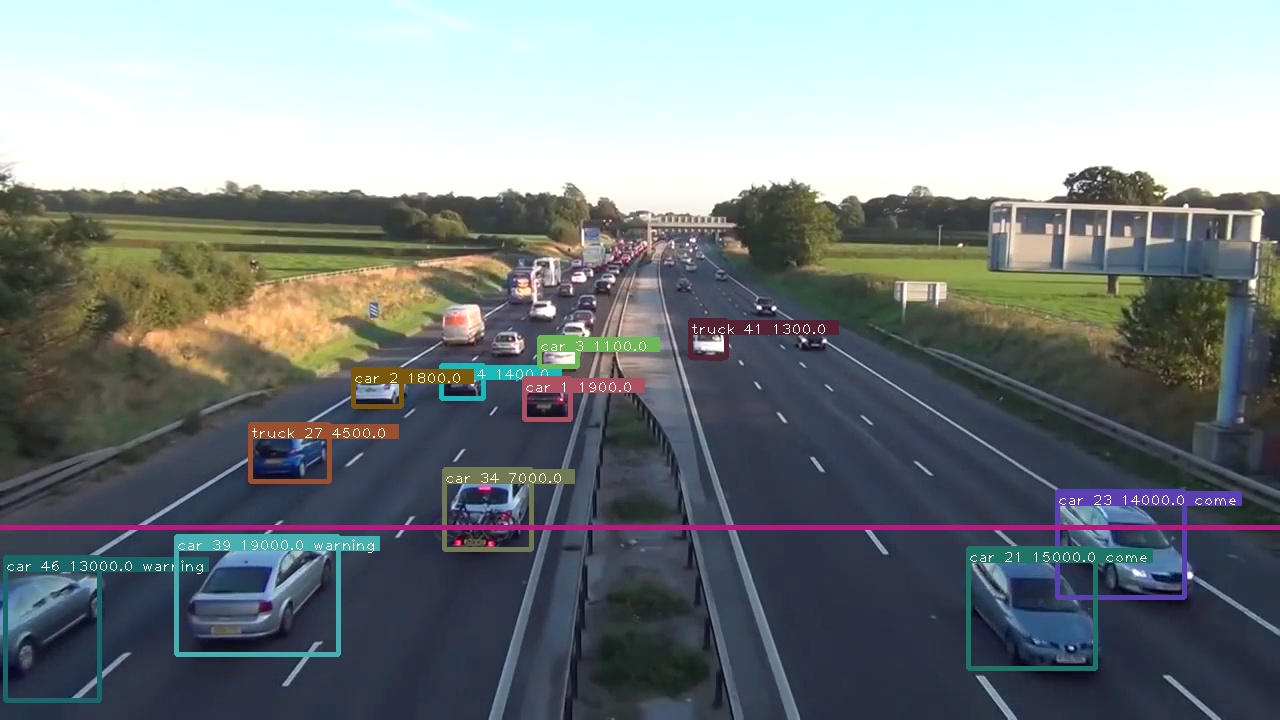 truck 41 1300.0
car 3 1100.0
car 2 1800.0
4 1400.0
car 1 1900.0
truck 27 4500.0
car 34 7000.0
car 23 14000.0 come
car 39 19000.0 warning
car 21 15000.0 come
car 46 13000.0 warning